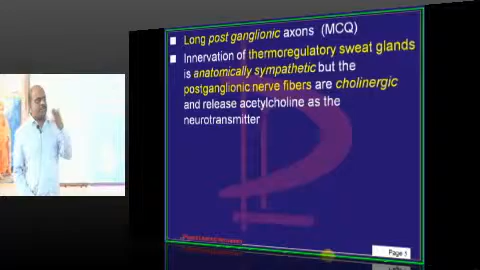 Long post ganglionic axons (MCQ)
Innervation of thermoregulatory sweat glands
is anatomically sympathetic but the
postganglionic nerve fibers are cholinergic
and release acetylcholine as the
neurotransmitter
Page 1